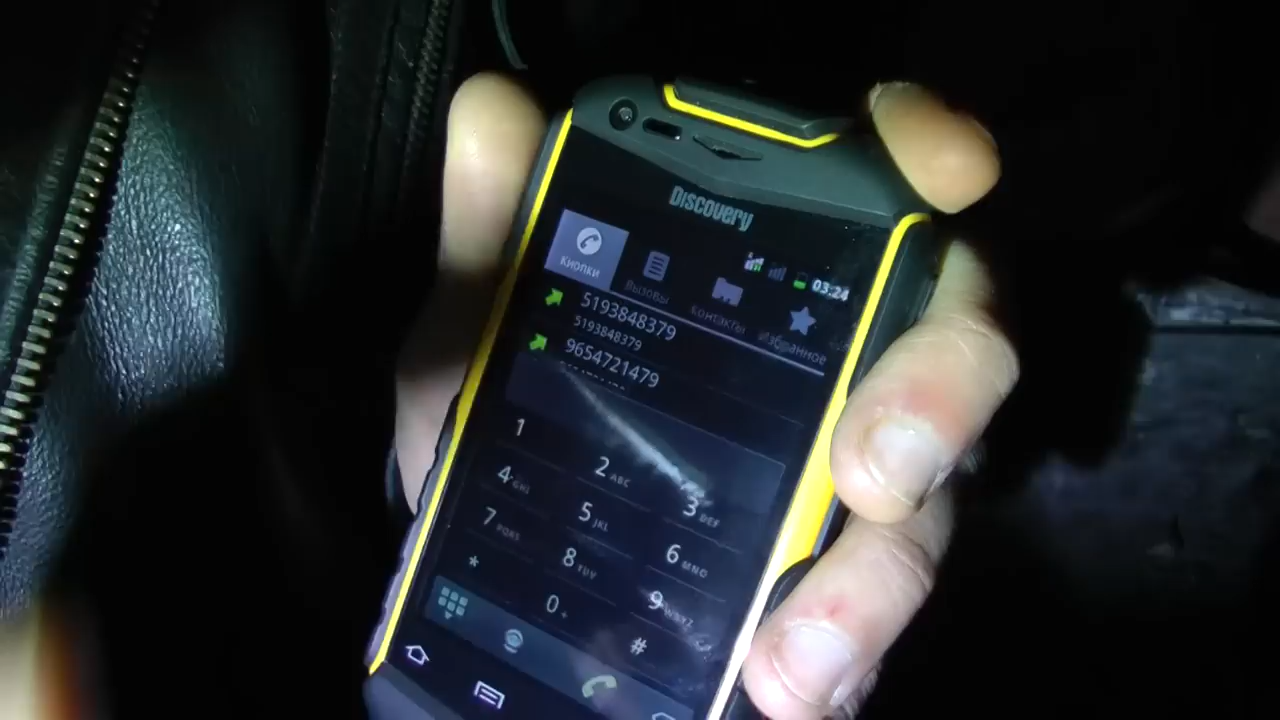 Discovery
03:24
Кнопки
Вызовы
Контакты
Избранное
5193848379
5193848379
9654721479
1
2 ABC
3 DEF
4 GHI
5 JKL
6 MNO
7 PQRS
8 TUV
9 WXYZ
*
0 +
#